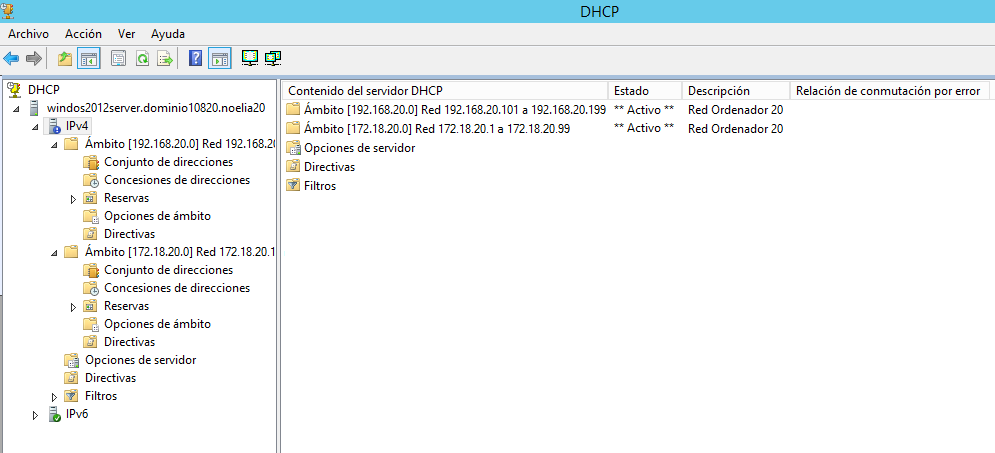 DHCP
Archivo Acción Ver Ayuda
DHCP
windos2012server.dominio10820.noelia20
IPv4
Ámbito [192.168.20.0] Red 192.168.20
Conjunto de direcciones
Concesiones de direcciones
Reservas
Opciones de ámbito
Directivas
Ámbito [172.18.20.0] Red 172.18.20.1
Conjunto de direcciones
Concesiones de direcciones
Reservas
Opciones de ámbito
Directivas
Opciones de servidor
Directivas
Filtros
IPv6
Contenido del servidor DHCP Estado Descripción Relación de conmutación por error
Ámbito [192.168.20.0] Red 192.168.20.101 a 192.168.20.199 ** Activo ** Red Ordenador 20
Ámbito [172.18.20.0] Red 172.18.20.1 a 172.18.20.99 ** Activo ** Red Ordenador 20
Opciones de servidor
Directivas
Filtros